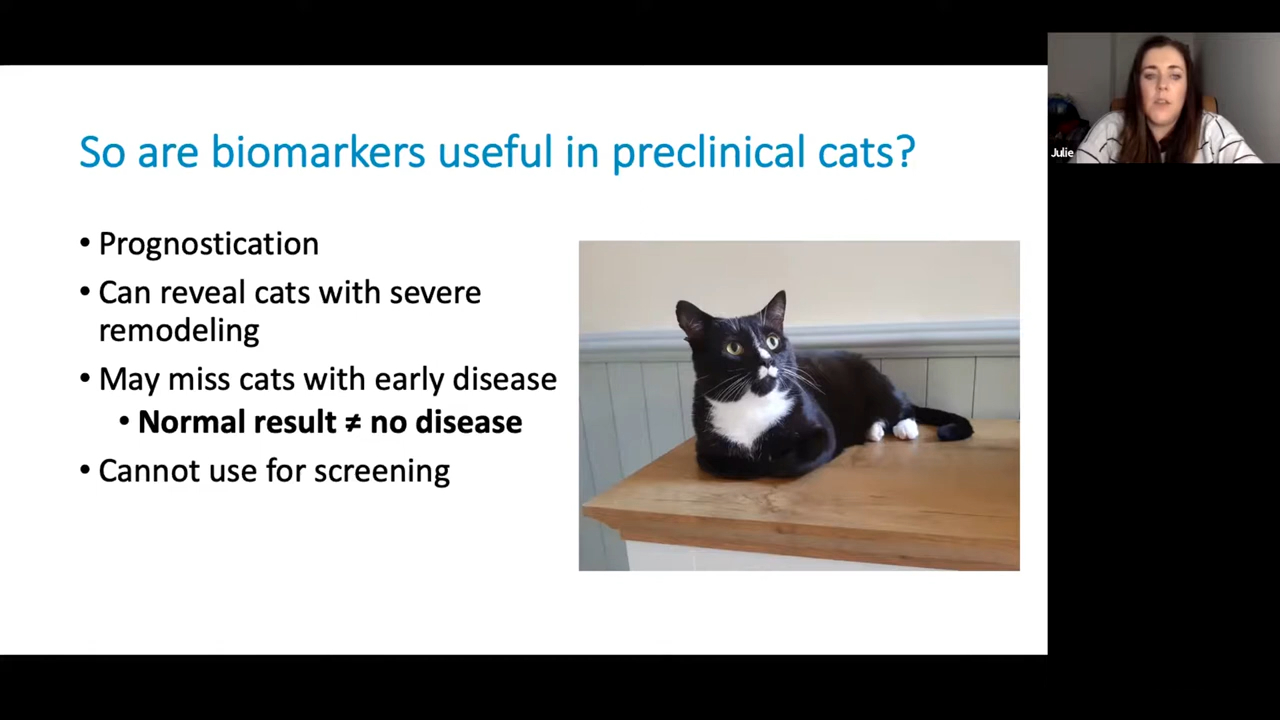 So are biomarkers useful in preclinical cats?
• Prognostication
• Can reveal cats with severe
remodeling
• May miss cats with early disease
• Normal result ≠ no disease
• Cannot use for screening
Julie